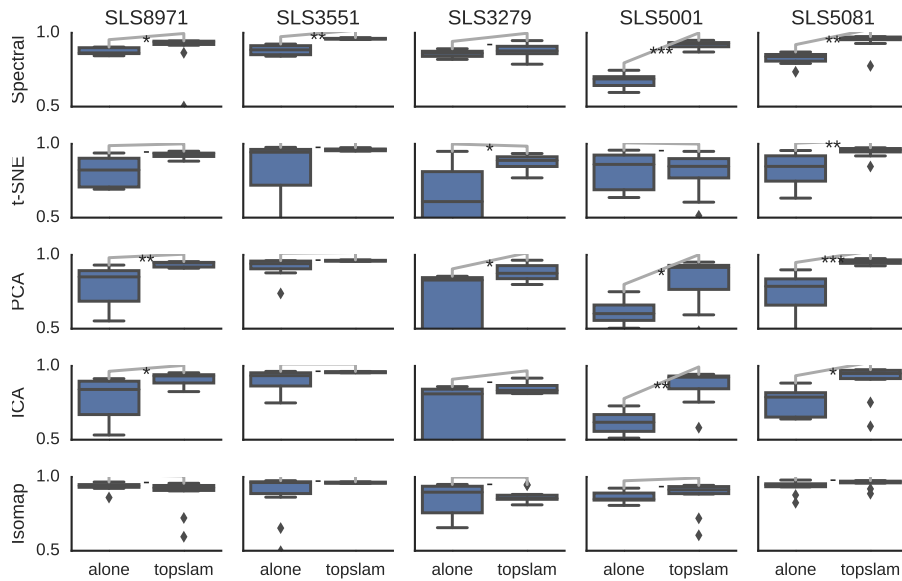 SLS8971 SLS3551 SLS3279 SLS5001 SLS5081
Spectral 1.0 0.5 * ** - *** **
t-SNE 1.0 0.5 - - * - **
PCA 1.0 0.5 ** - * * ***
ICA 1.0 0.5 * - - ** *
Isomap 1.0 0.5 - - - - -
alone topslam alone topslam alone topslam alone topslam alone topslam